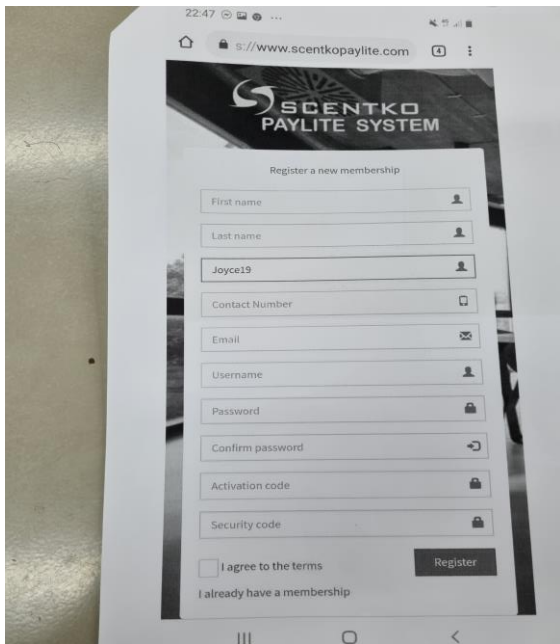 22:47
s://www.scentkopaylite.com
4
SCENTKO
PAYLITE SYSTEM
Register a new membership
First name
Last name
Joyce19
Contact Number
Email
Username
Password
Confirm password
Activation code
Security code
I agree to the terms
Register
I already have a membership